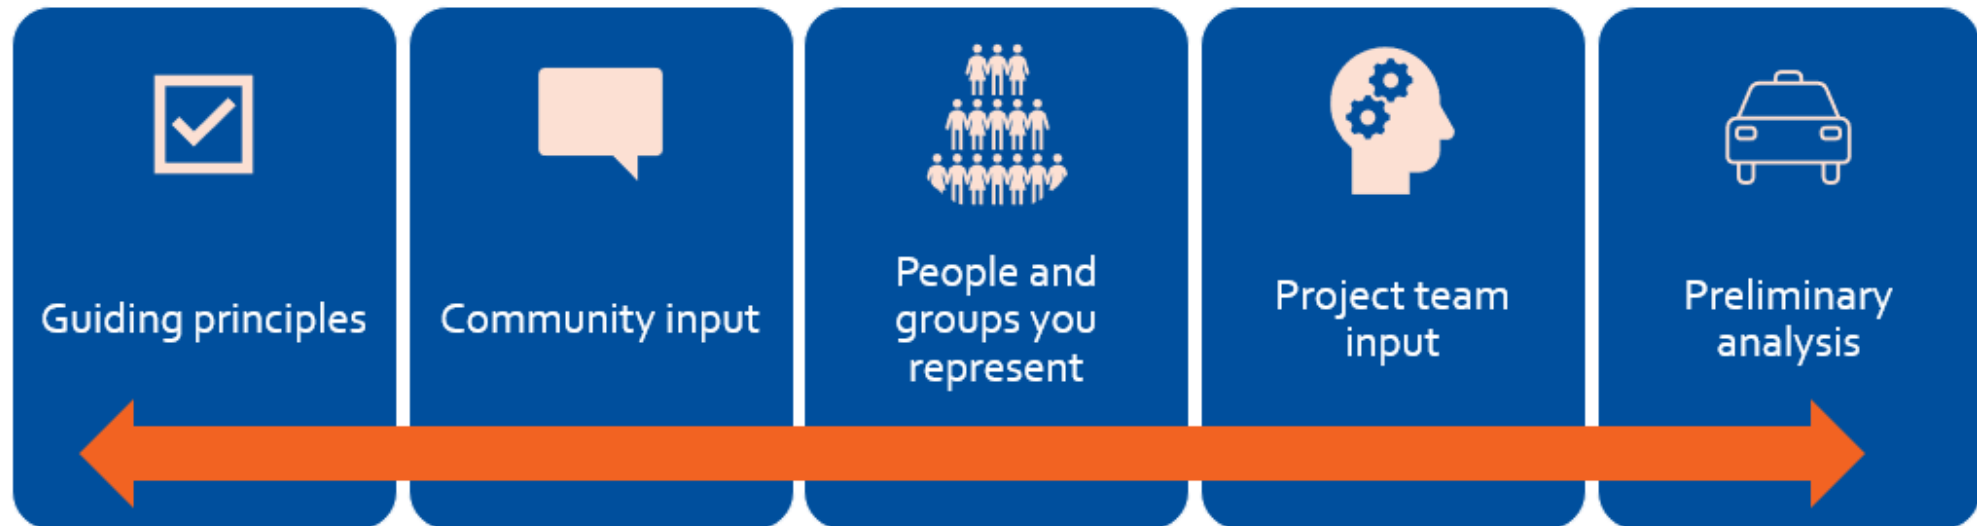 Guiding principles
Community input
People and
groups you
represent
Project team
input
Preliminary
analysis